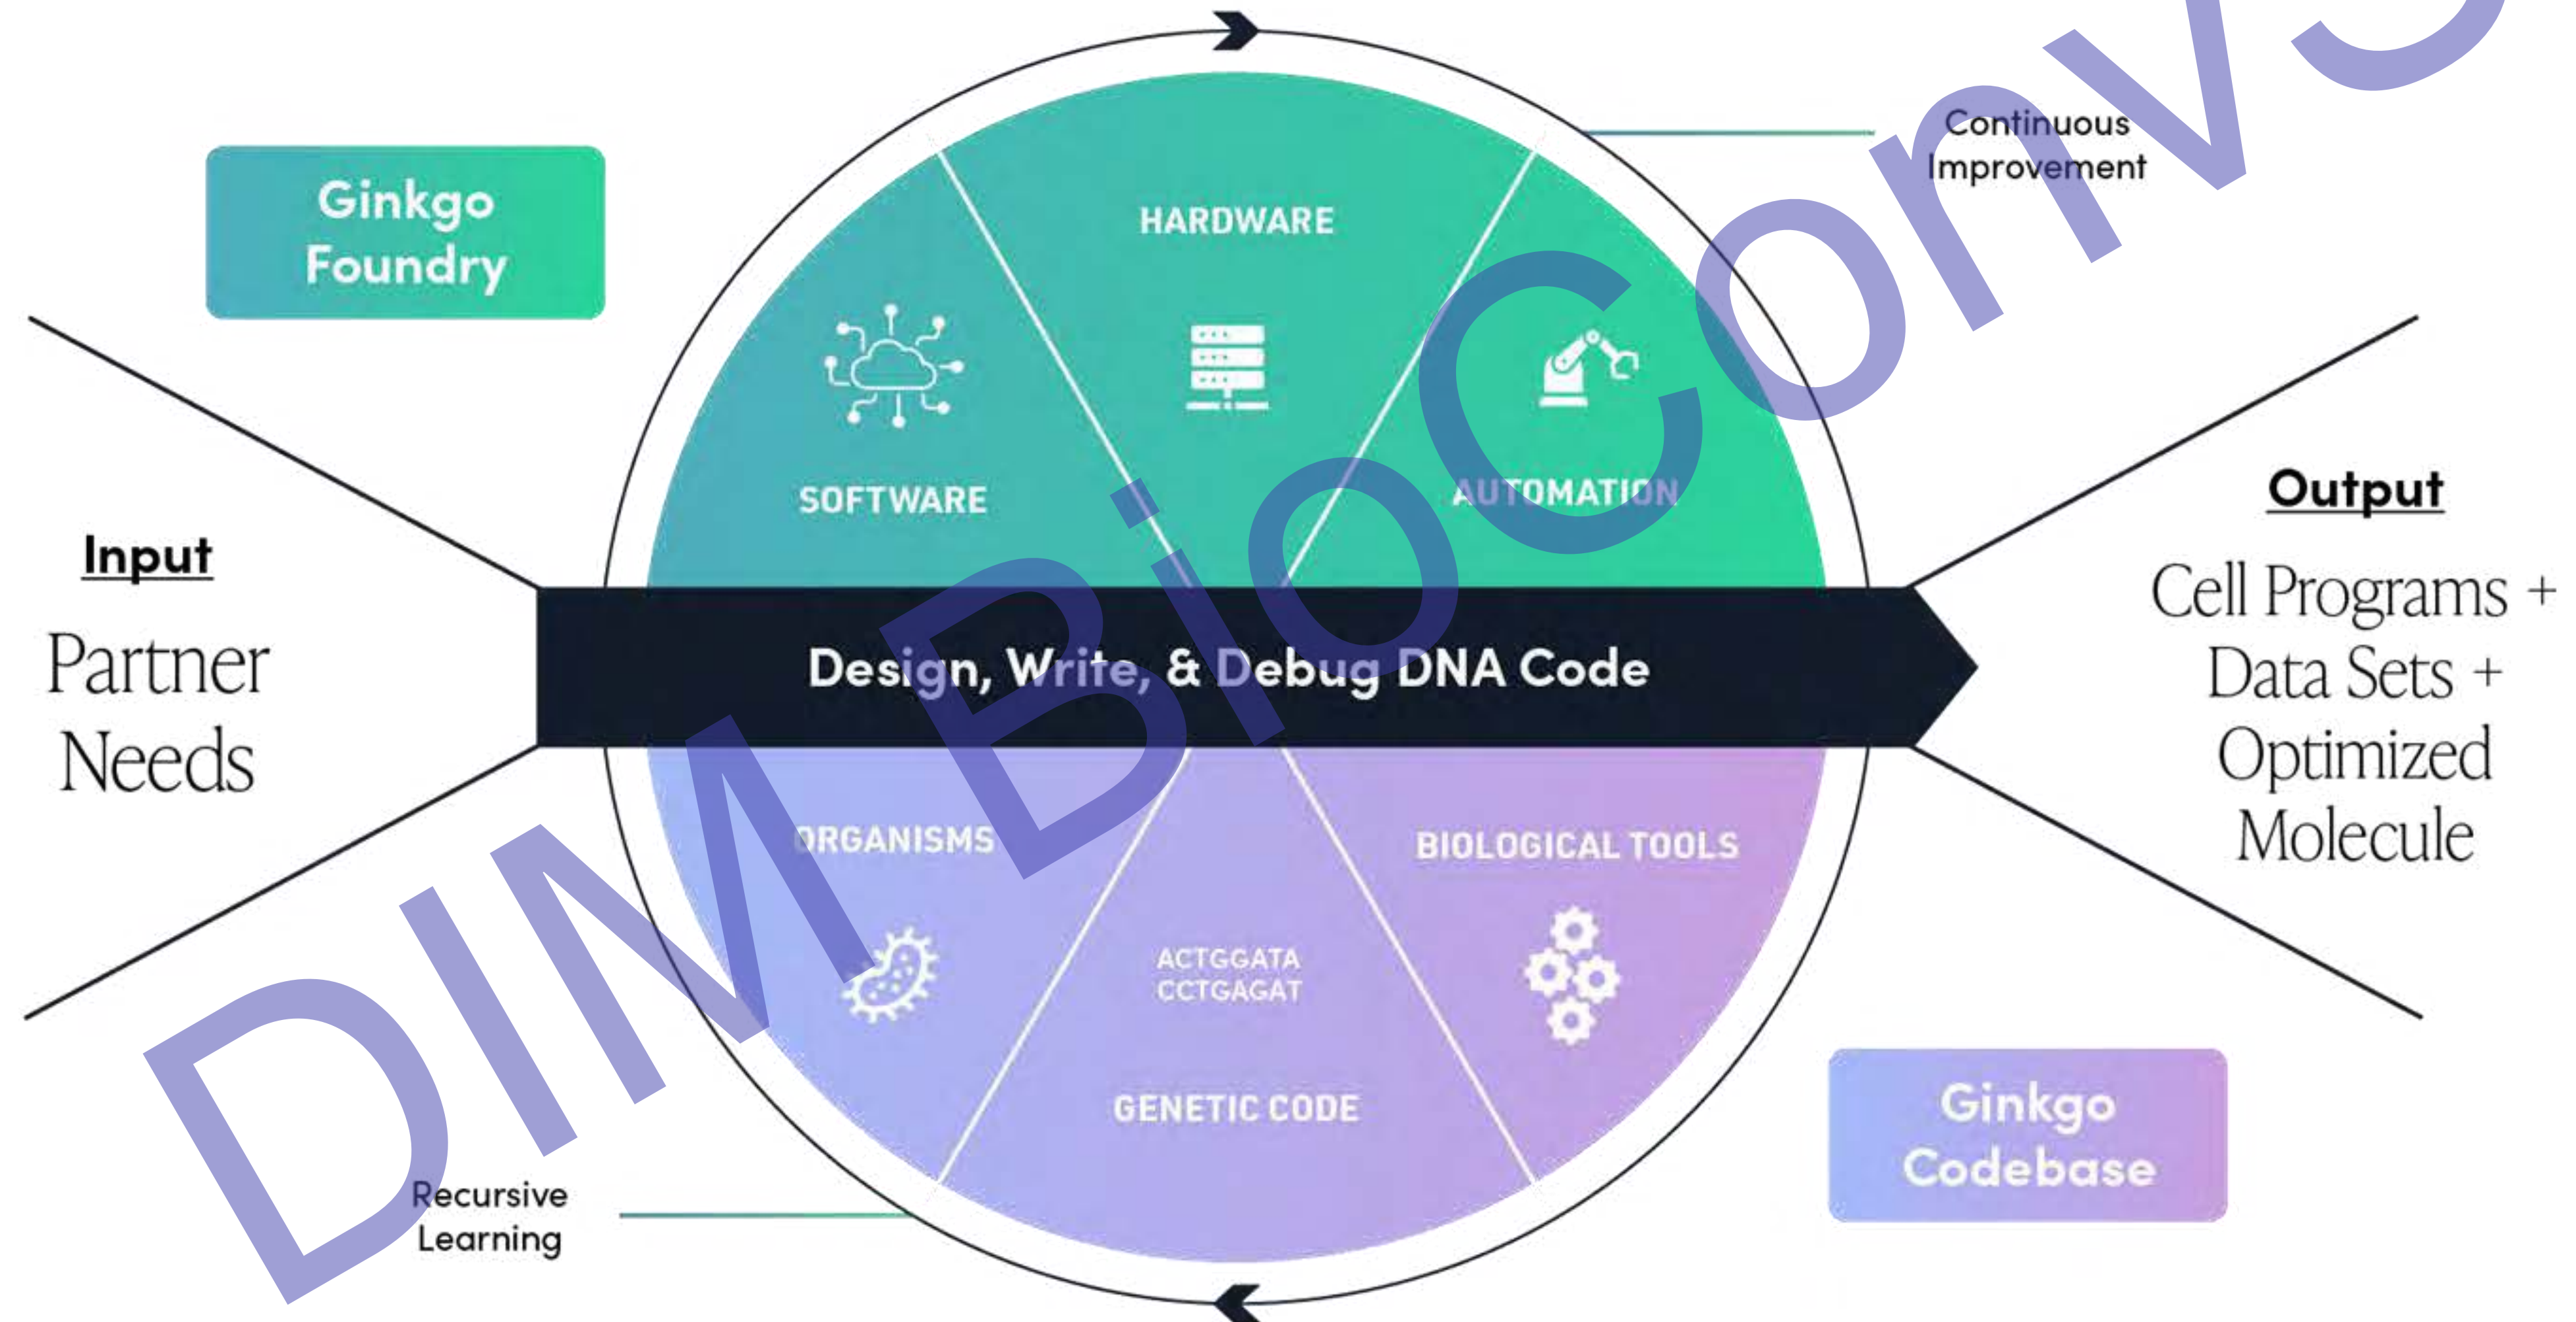 Ginkgo
Foundry
Continuous
Improvement
HARDWARE
SOFTWARE
AUTOMATION
Input
Partner
Needs
Design, Write, & Debug DNA Code
Output
Cell Programs +
Data Sets +
Optimized
Molecule
ORGANISMS
BIOLOGICAL TOOLS
ACTGGATA
CCTGAGAT
GENETIC CODE
Ginkgo
Codebase
Recursive
Learning
DIM BioConvS